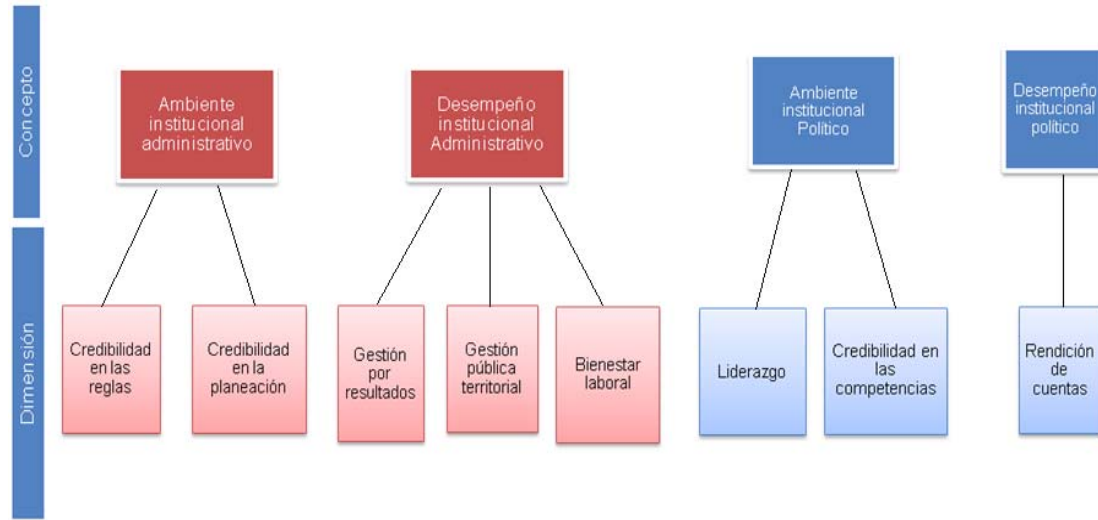 Concepto
Ambiente
institucional
administrativo
Desempeño
institucional
Administrativo
Ambiente
institucional
Político
Desempeño
institucional
político
Dimensión
Credibilidad
en las
reglas
Credibilidad
en la
planeación
Gestión
por
resultados
Gestión
pública
territorial
Bienestar
laboral
Liderazgo
Credibilidad en
las
competencias
Rendición
de
cuentas